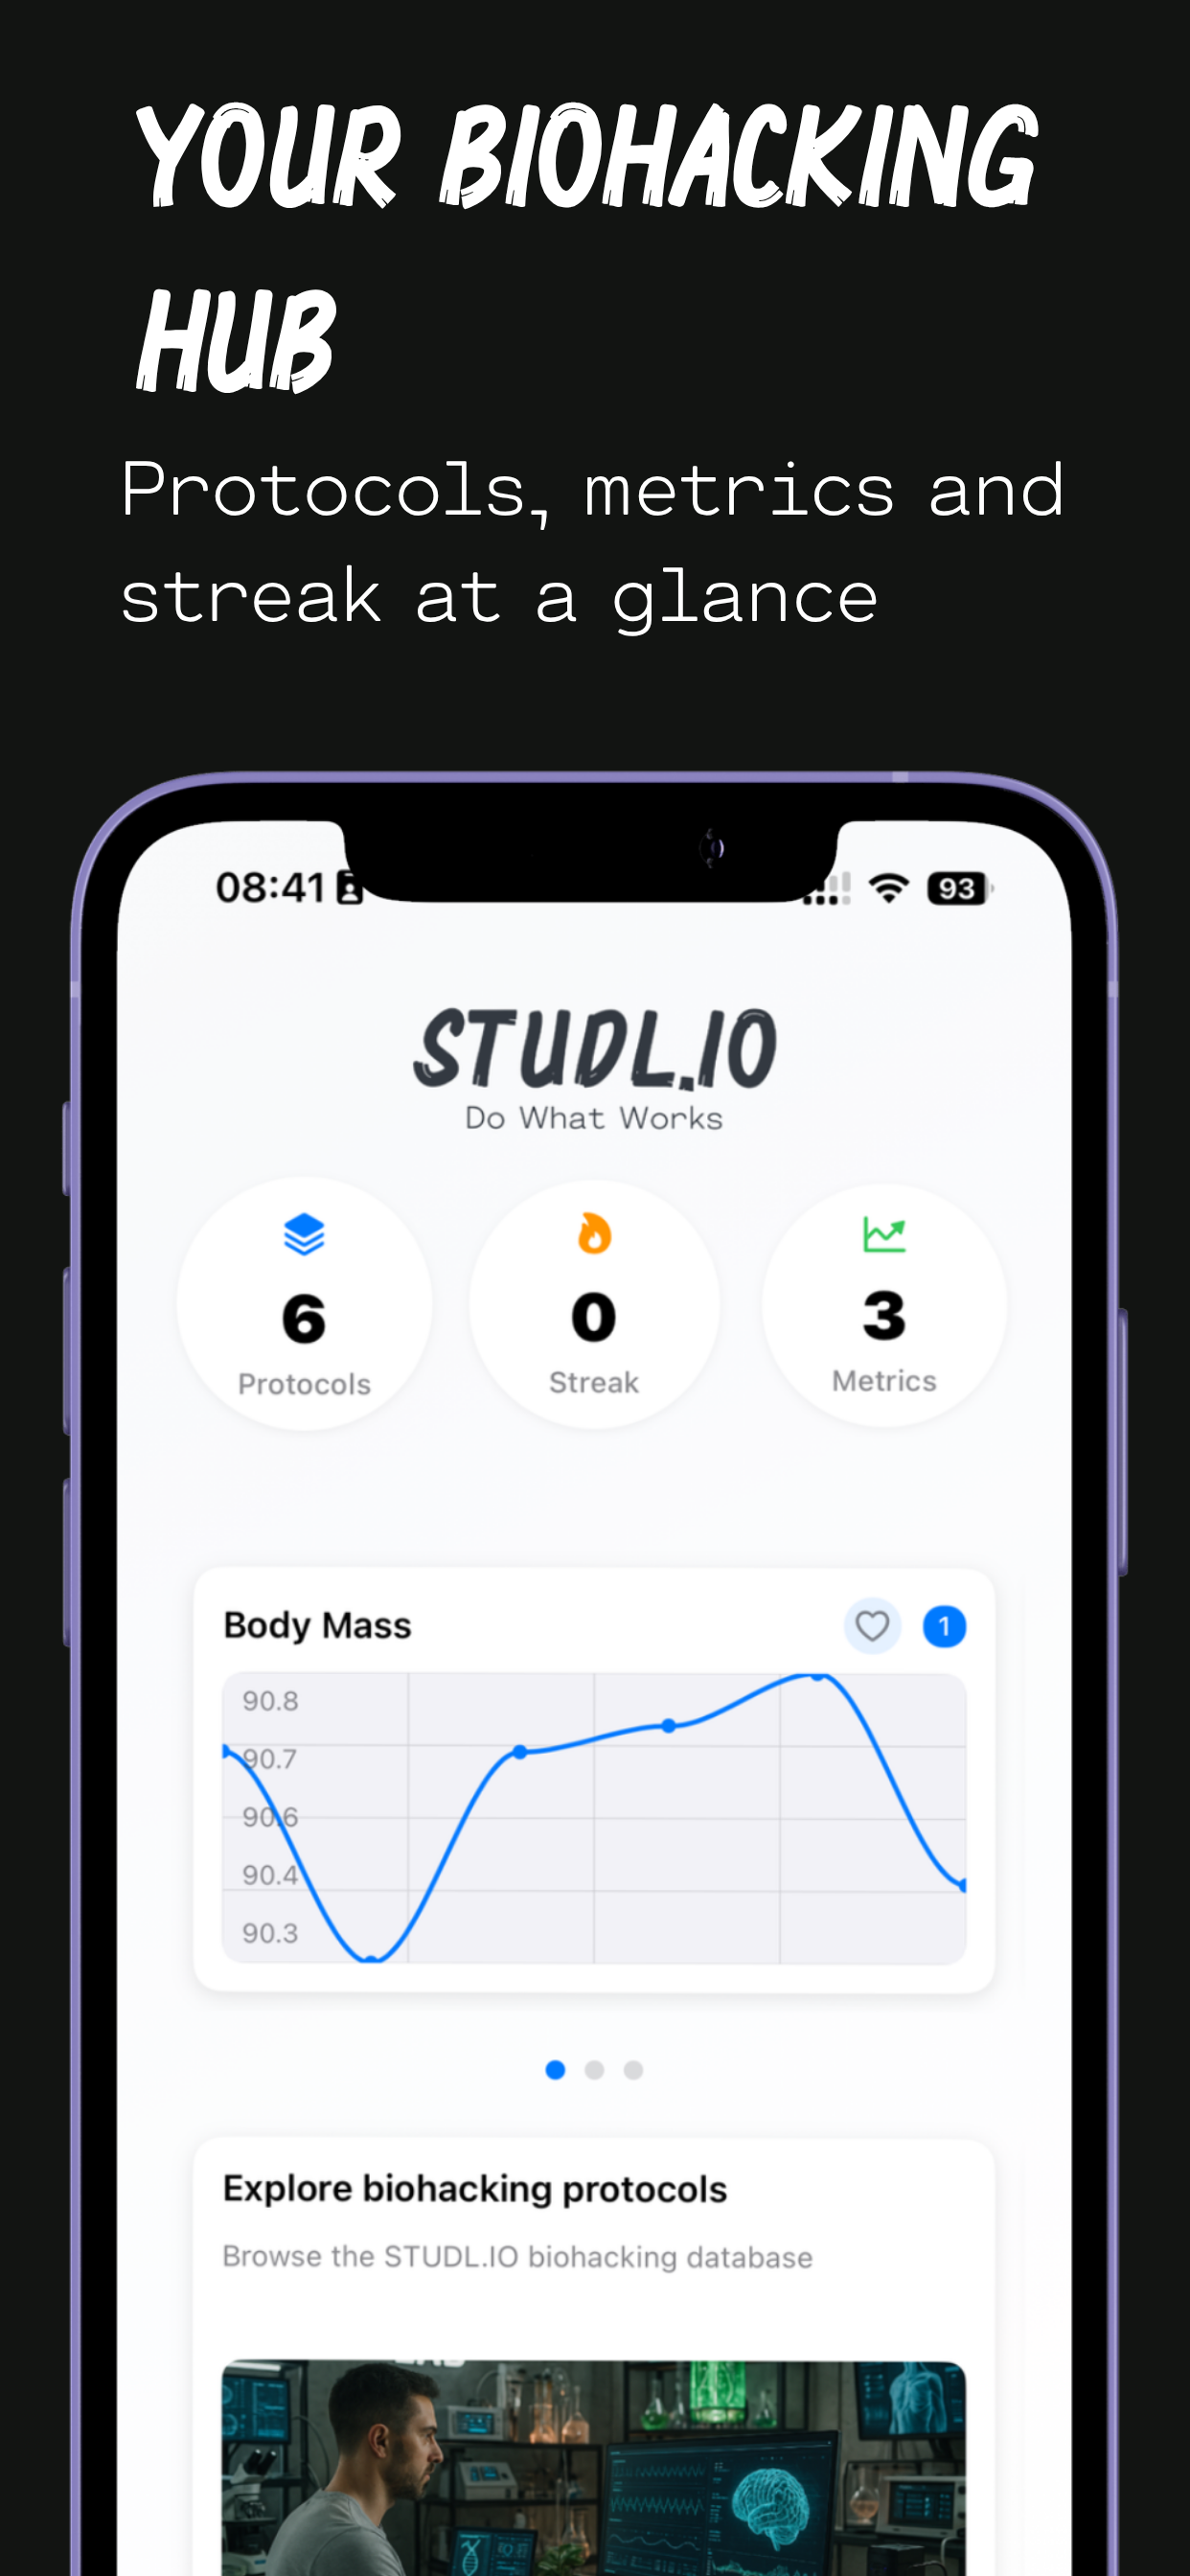 YOUR BIOHACKING
HUB
Protocols, metrics and
streak at a glance
08:41
93
STUDL.IO
Do What Works
6
0
3
Protocols
Streak
Metrics
Body Mass
1
90.8
90.7
90.6
90.4
90.3
Explore biohacking protocols
Browse the STUDL.IO biohacking database